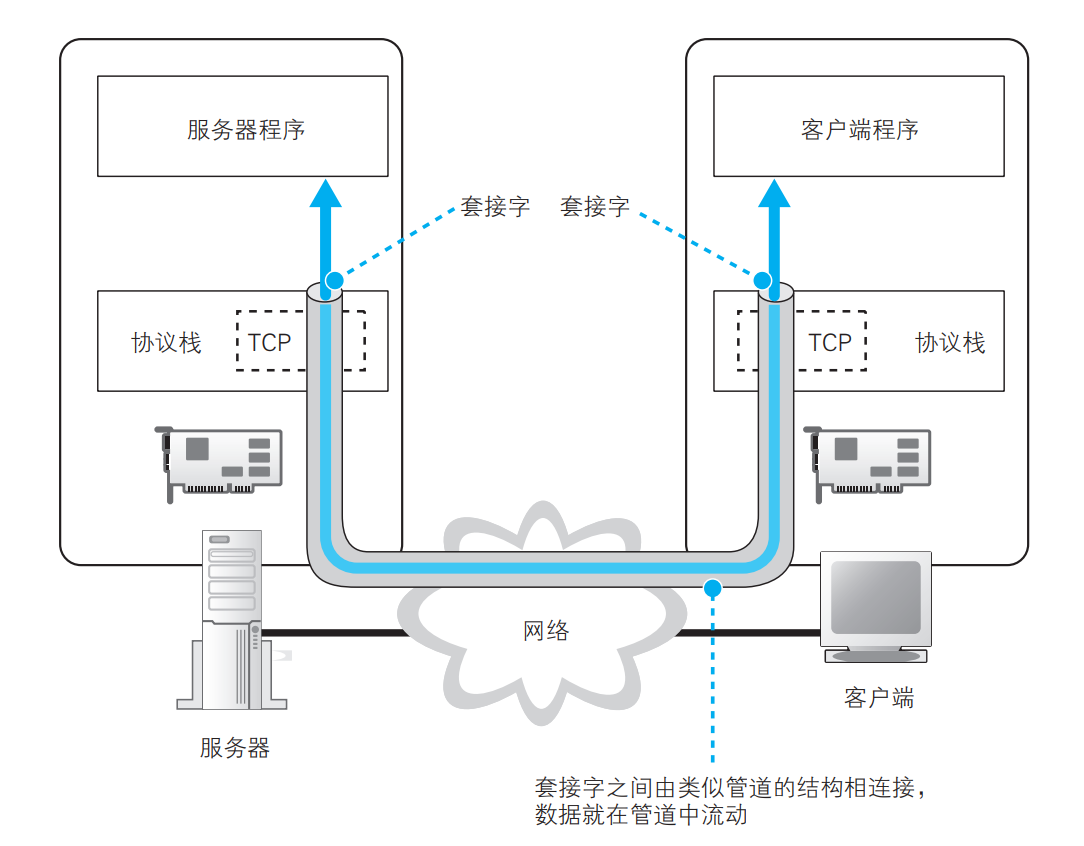 服务器程序
客户端程序
套接字
套接字
协议栈
TCP
TCP
协议栈
网络
客户端
服务器
套接字之间由类似管道的结构相连接，
数据就在管道中流动